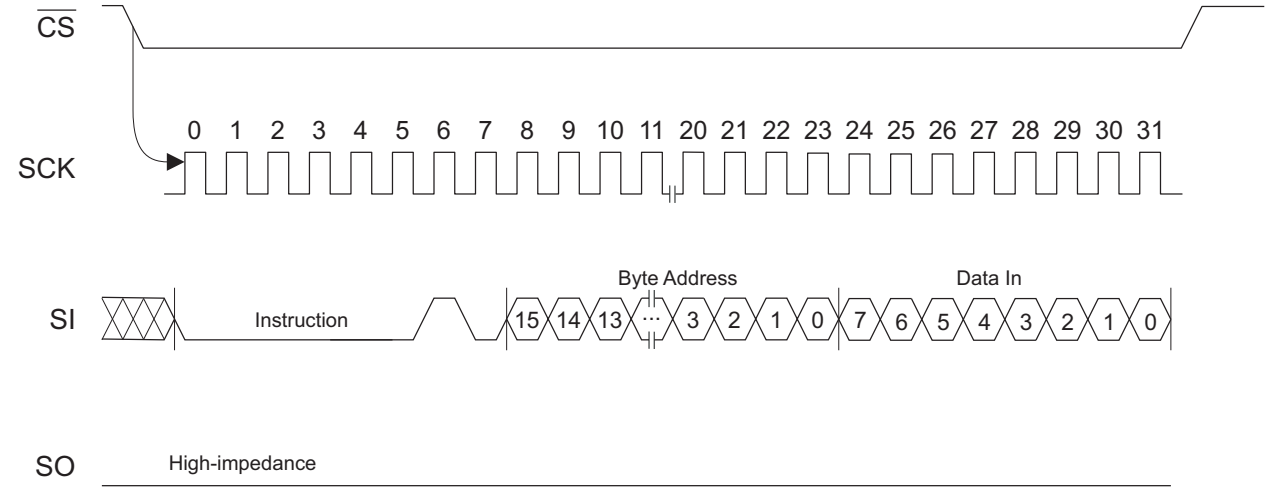 CS
0 1 2 3 4 5 6 7 8 9 10 11 20 21 22 23 24 25 26 27 28 29 30 31
SCK
Byte Address Data In
SI Instruction 15 14 13 ... 3 2 1 0 7 6 5 4 3 2 1 0
SO High-impedance